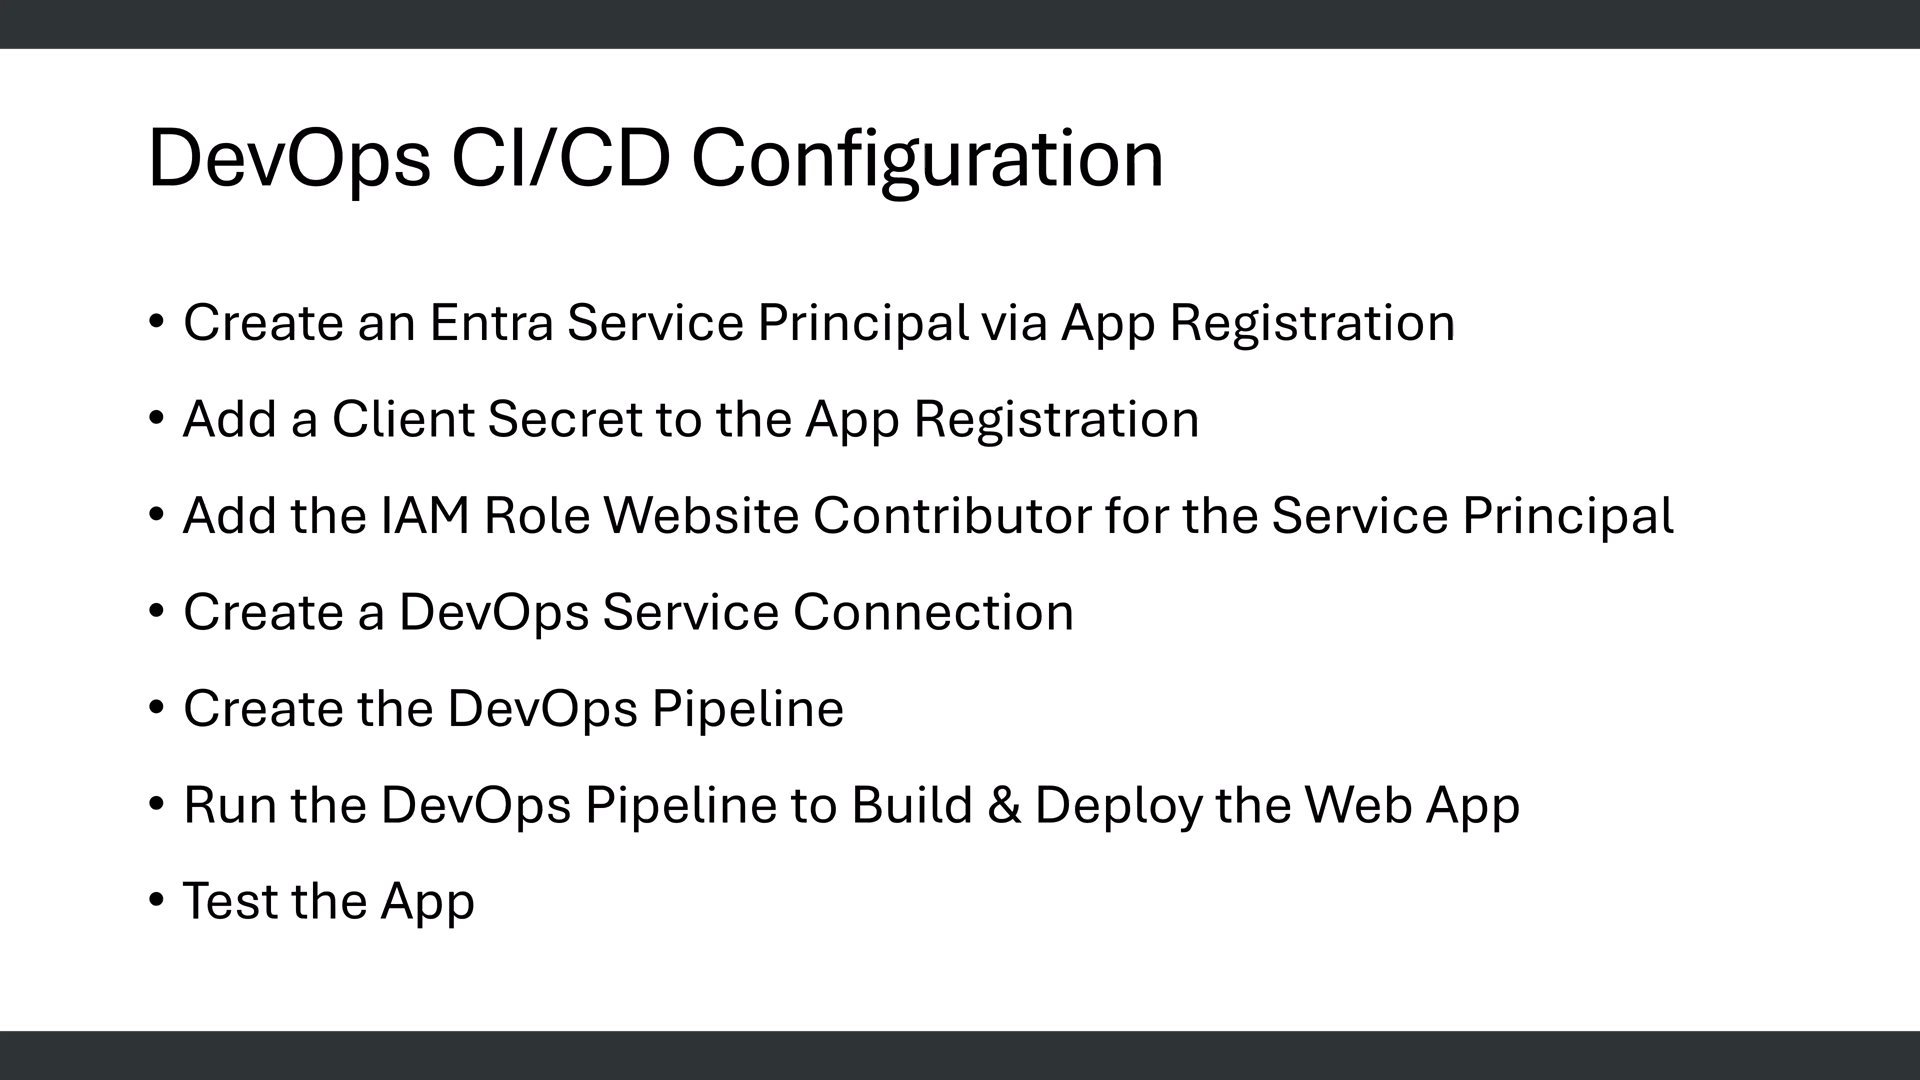 DevOps CI/CD Configuration
• Create an Entra Service Principal via App Registration
• Add a Client Secret to the App Registration
• Add the IAM Role Website Contributor for the Service Principal
• Create a DevOps Service Connection
• Create the DevOps Pipeline
• Run the DevOps Pipeline to Build & Deploy the Web App
• Test the App